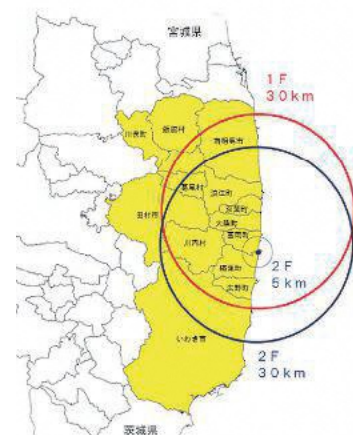 宮城県
1F
30km
川俣町
飯舘村
南相馬市
葛尾村
浪江町
双葉町
田村市
大熊町
川内村
富岡町
2F
5km
楢葉町
広野町
いわき市
2F
30km
茨城県